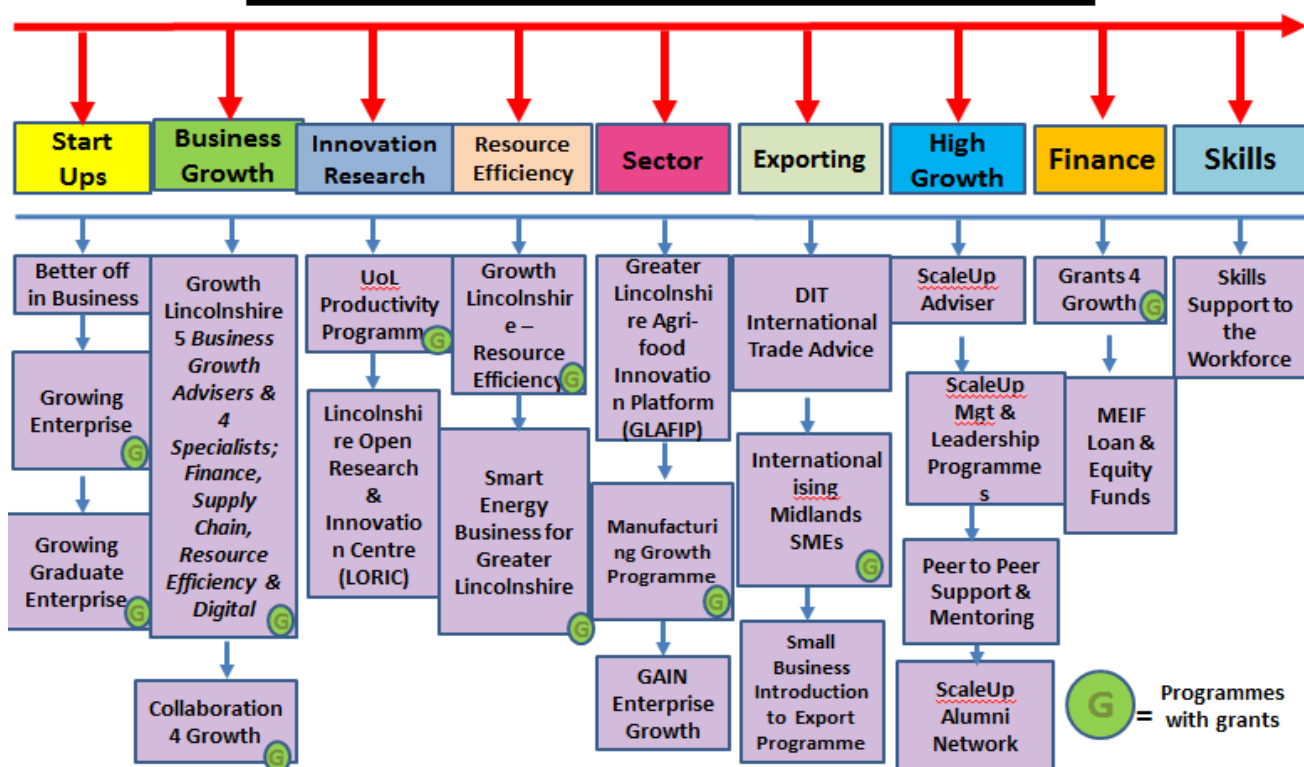 Start
Ups
Business
Growth
Innovation
Research
Resource
Efficiency
Sector
Exporting
High
Growth
Finance
Skills
Better off
in Business
Growing
Enterprise
G
Growing
Graduate
Enterprise
G
Growth
Lincolnshire
5 Business
Growth
Advisers &
4
Specialists;
Finance,
Supply
Chain,
Resource
Efficiency &
Digital
G
Collaboration
4 Growth
G
UoL
Productivity
Programm
G
Lincolnshi
re Open
Research
&
Innovatio
n Centre
(LORIC)
Growth
Lincolnshir
e –
Resource
Efficiency
G
Smart
Energy
Business for
Greater
Lincolnshire
G
Greater
Lincolnshi
re Agri-
food
Innovatio
n Platform
(GLAFIP)
Manufacturi
ng Growth
Programme
G
GAIN
Enterprise
Growth
DIT
International
Trade Advice
International
ising
Midlands
SMEs
G
Small
Business
Introduction
to Export
Programme
ScaleUp
Adviser
ScaleUp
Mgt &
Leadership
Programme
s
Peer to Peer
Support &
Mentoring
ScaleUp
Alumni
Network
Grants 4
Growth
G
MEIF
Loan &
Equity
Funds
Skills
Support to
the
Workforce
G
= Programmes
with grants